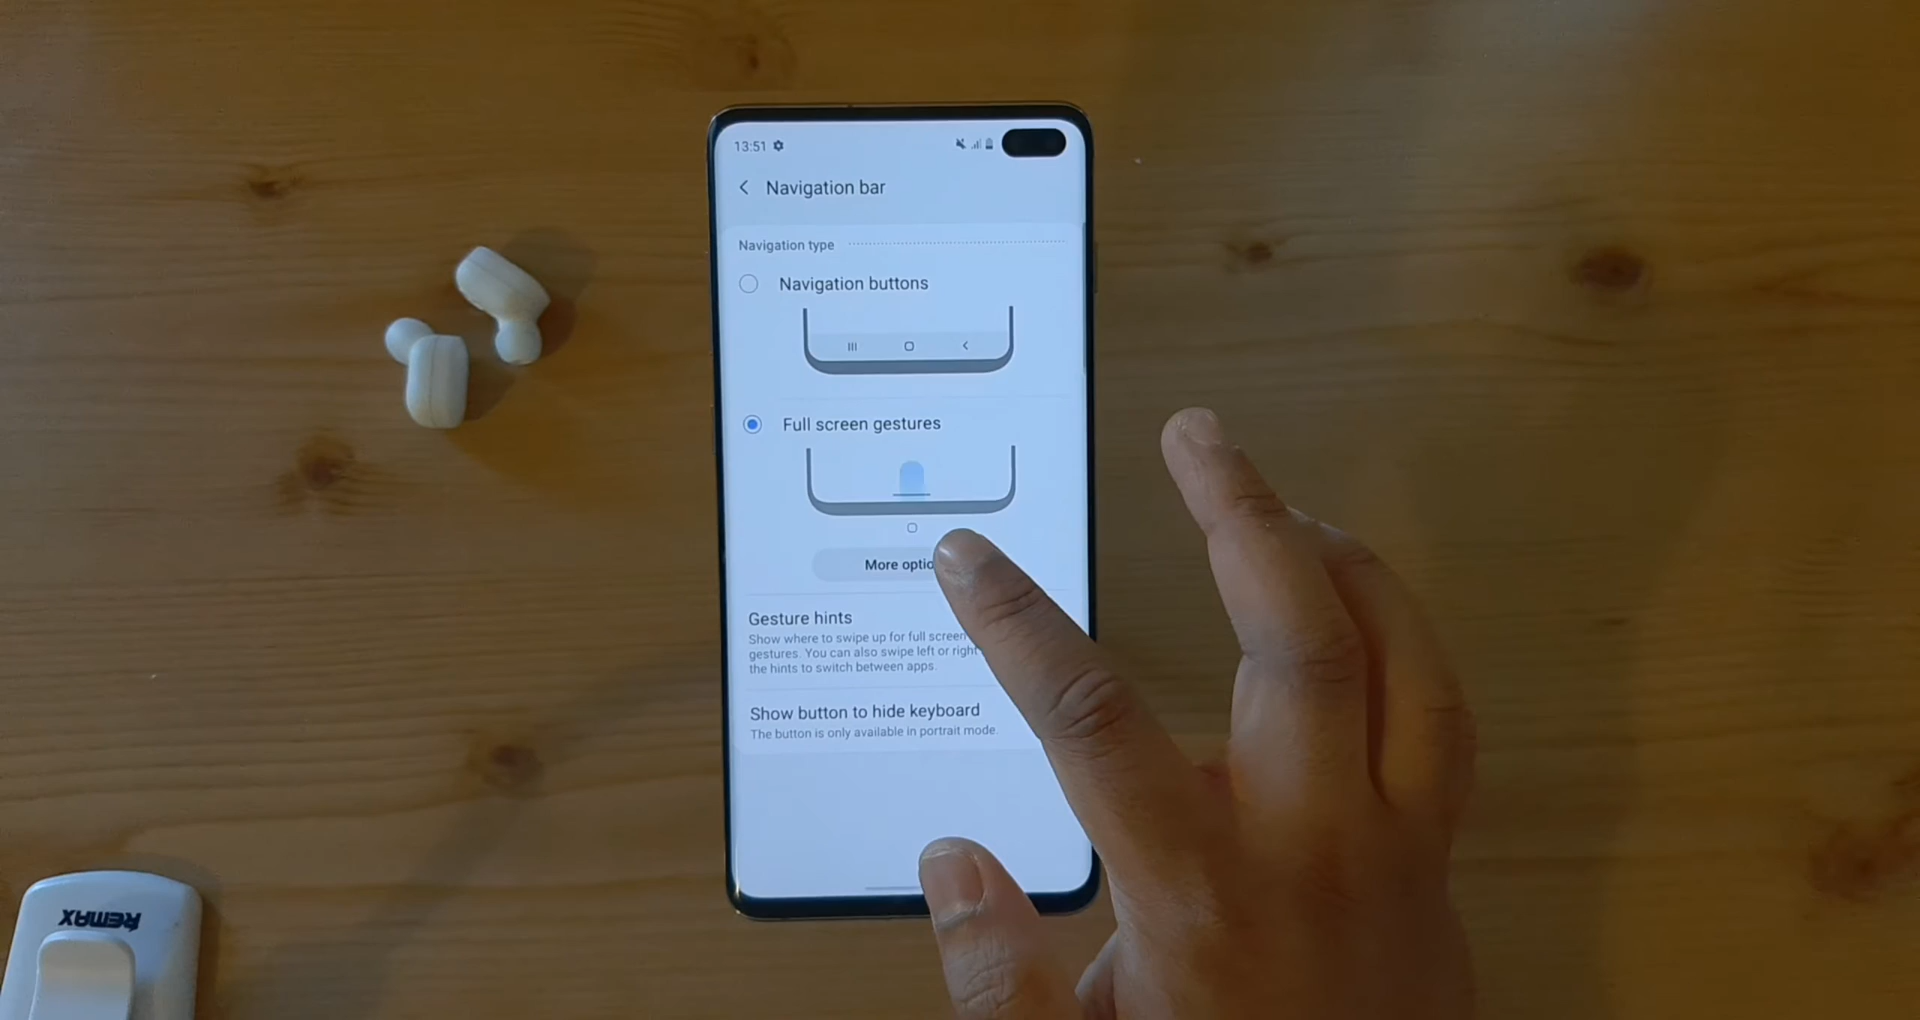 13:51
Navigation bar
Navigation type
Navigation buttons
Full screen gestures
More
Gesture hints
Show where to swipe up for full screen
gestures. You can also swipe left or right
the hints to switch between apps.
Show button to hide keyboard
The button is only available in portrait mode.
REMAX